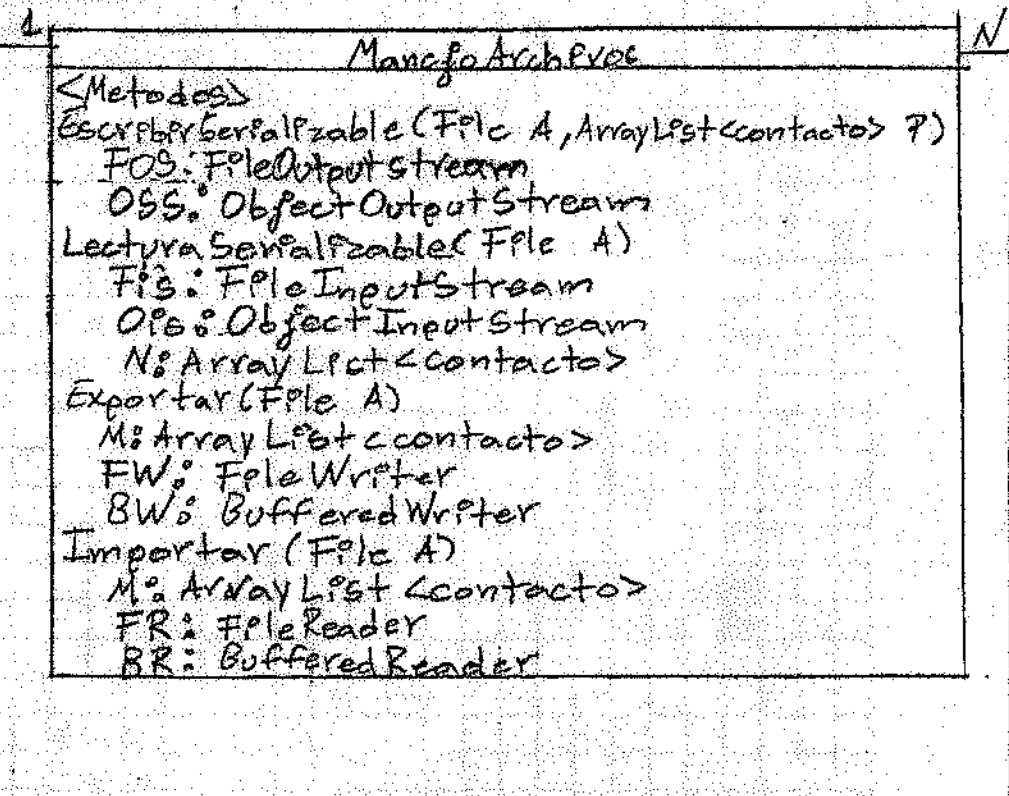 1
N
ManejoArchivos
<Metodos>
EscribirSerializable(File A, ArrayList<contacto> P)
FOS: FileOutputStream
OSS: ObjectOutputStream
LecturaSerializable(File A)
Fis: FileInputStream
Ois: ObjectInputStream
N: ArrayList<contacto>
Exportar(File A)
M: ArrayList<contacto>
FW: FileWriter
BW: BufferedWriter
Importar(File A)
M: ArrayList<contacto>
FR: FileReader
BR: BufferedReader